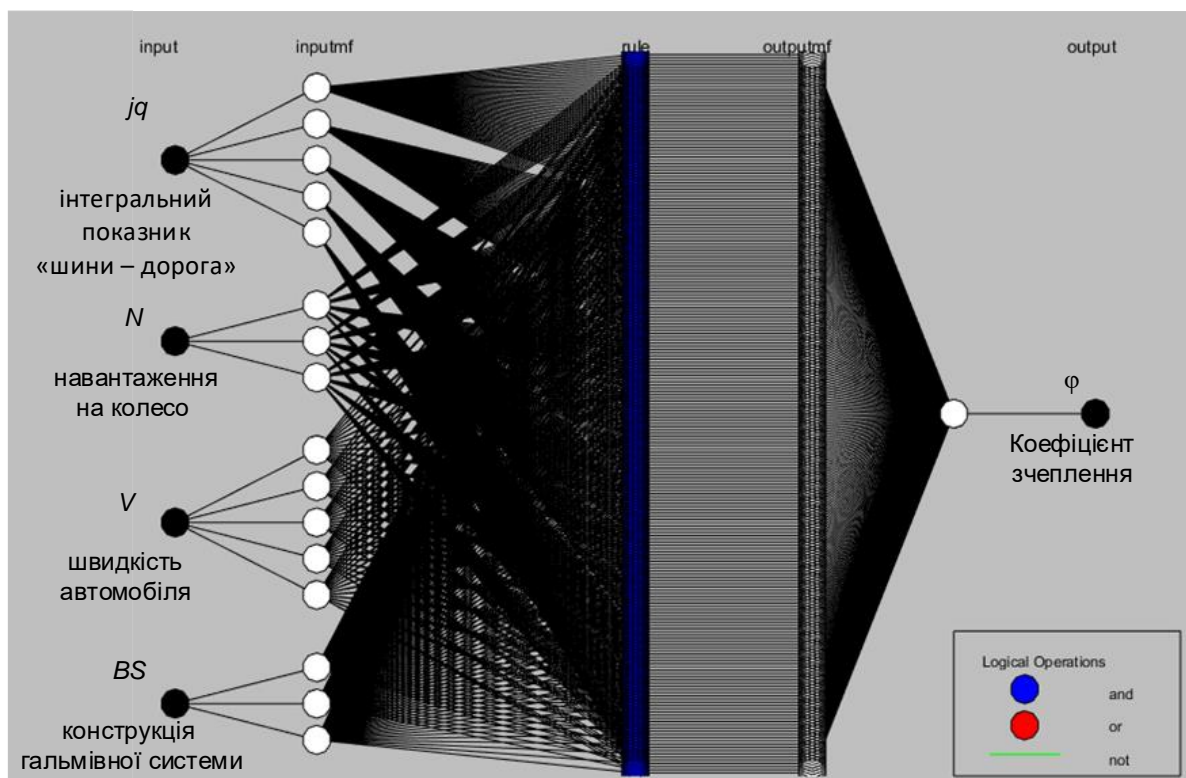 input
inputmf
rule
outputmf
output
jq
інтегральний
показник
«шини – дорога»
N
навантаження
на колесо
V
швидкість
автомобіля
BS
конструкція
гальмівної системи
φ
Коефіцієнт
зчеплення
Logical Operations
and
or
not